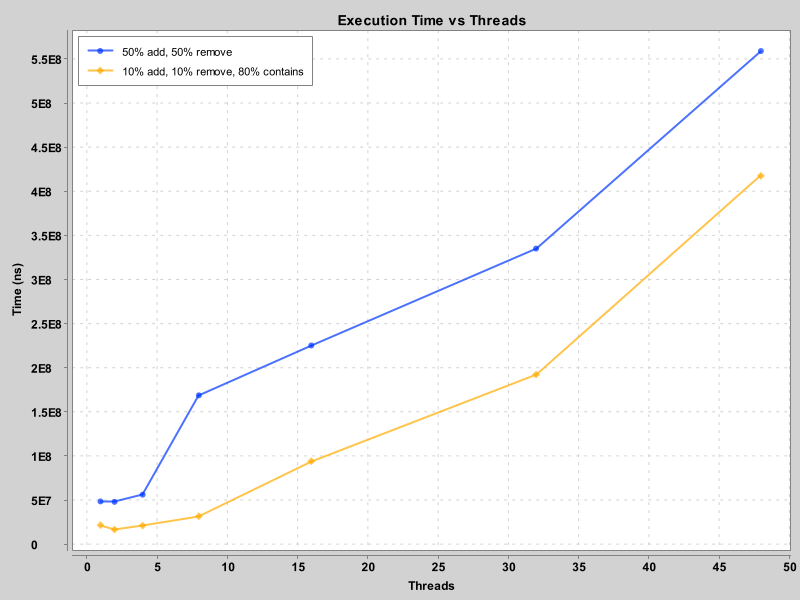 Execution Time vs Threads
50% add, 50% remove
10% add, 10% remove, 80% contains
5.5E8
5E8
4.5E8
4E8
3.5E8
3E8
2.5E8
2E8
1.5E8
1E8
5E7
0
Time (ns)
0 5 10 15 20 25 30 35 40 45 50
Threads